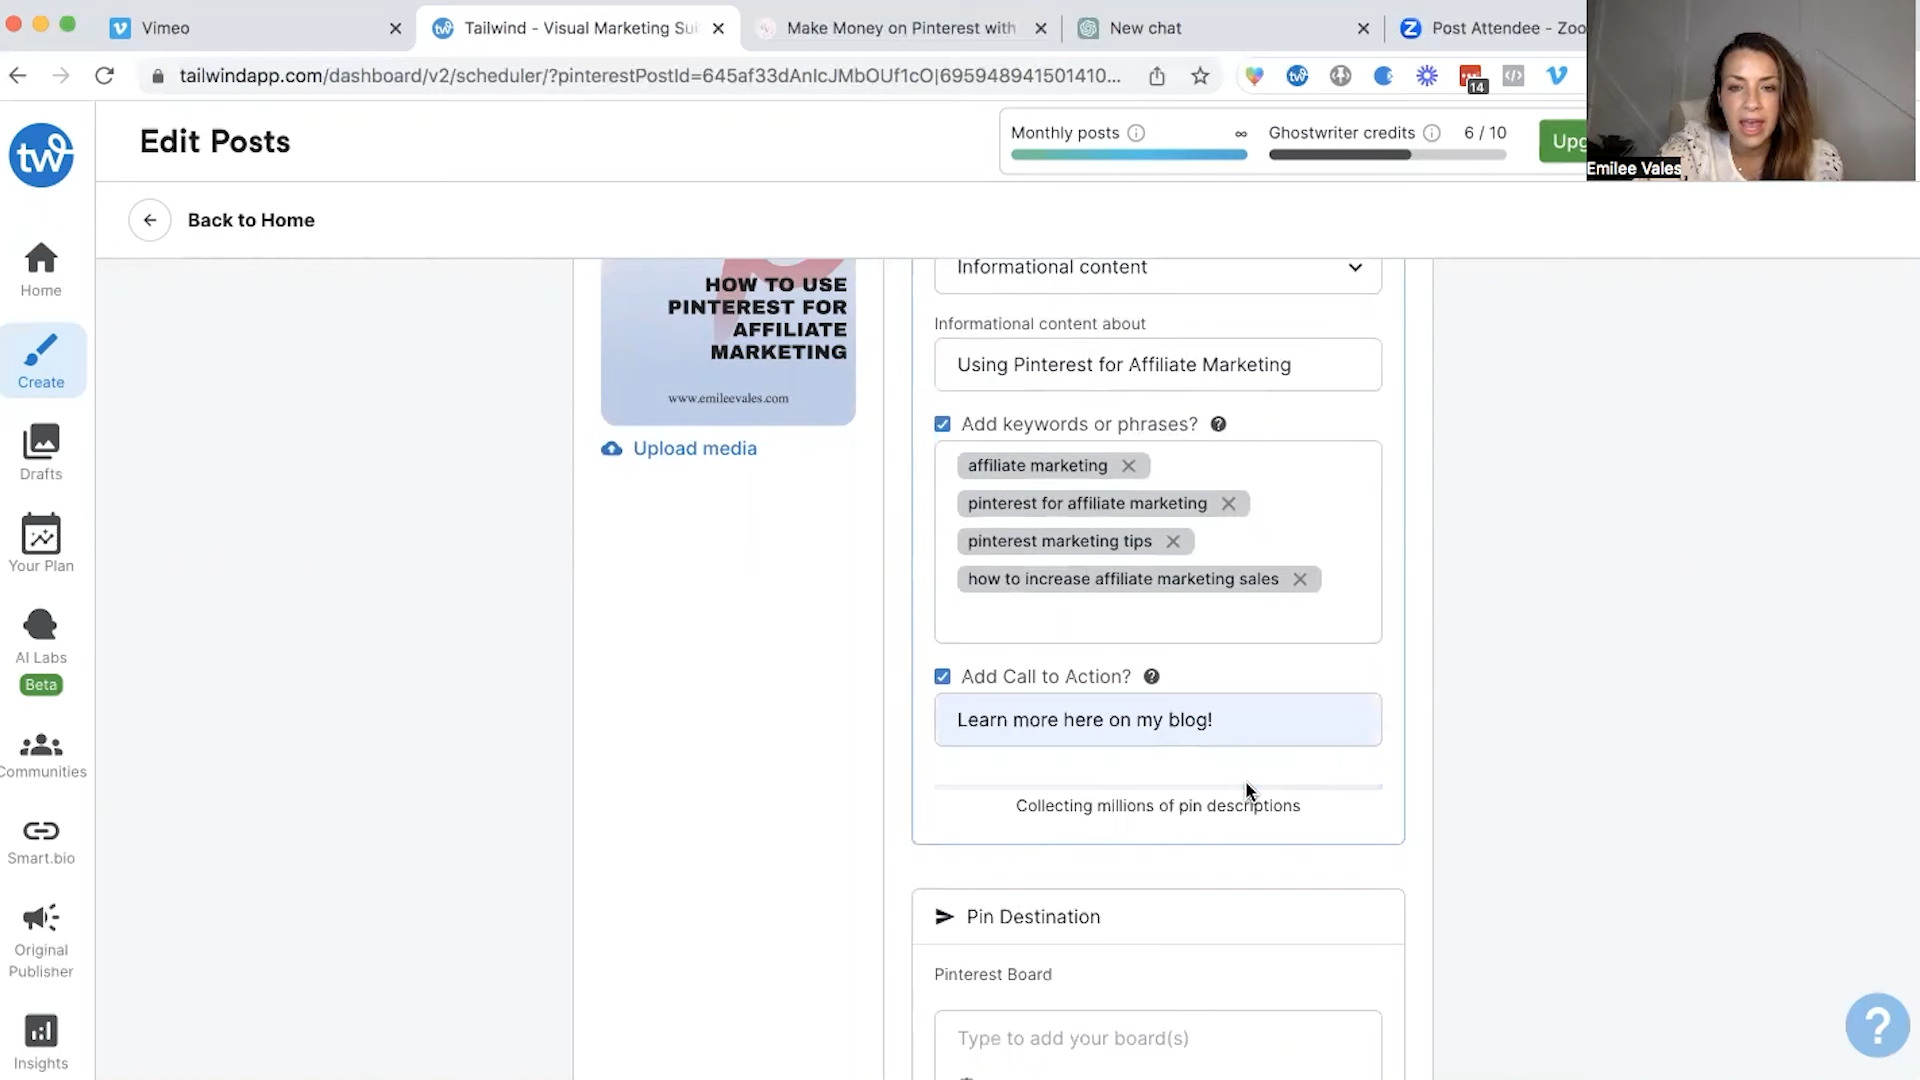 Vimeo
Tailwind - Visual Marketing Sui
Make Money on Pinterest with
New chat
Post Attendee - Zoo
tailwindapp.com/dashboard/v2/scheduler/?pinterestPostId=645af33dAnIcJMbOUf1cO|695948941501410...
14
Emilee Vales
tw
Edit Posts
Monthly posts
∞
Ghostwriter credits
6 / 10
Upg
Back to Home
Home
Create
Drafts
Your Plan
AI Labs
Beta
Communities
Smart.bio
Original
Publisher
Insights
HOW TO USE
PINTEREST FOR
AFFILIATE
MARKETING
www.emileevales.com
Upload media
Informational content
Informational content about
Using Pinterest for Affiliate Marketing
Add keywords or phrases?
affiliate marketing
pinterest for affiliate marketing
pinterest marketing tips
how to increase affiliate marketing sales
Add Call to Action?
Learn more here on my blog!
Collecting millions of pin descriptions
Pin Destination
Pinterest Board
Type to add your board(s)